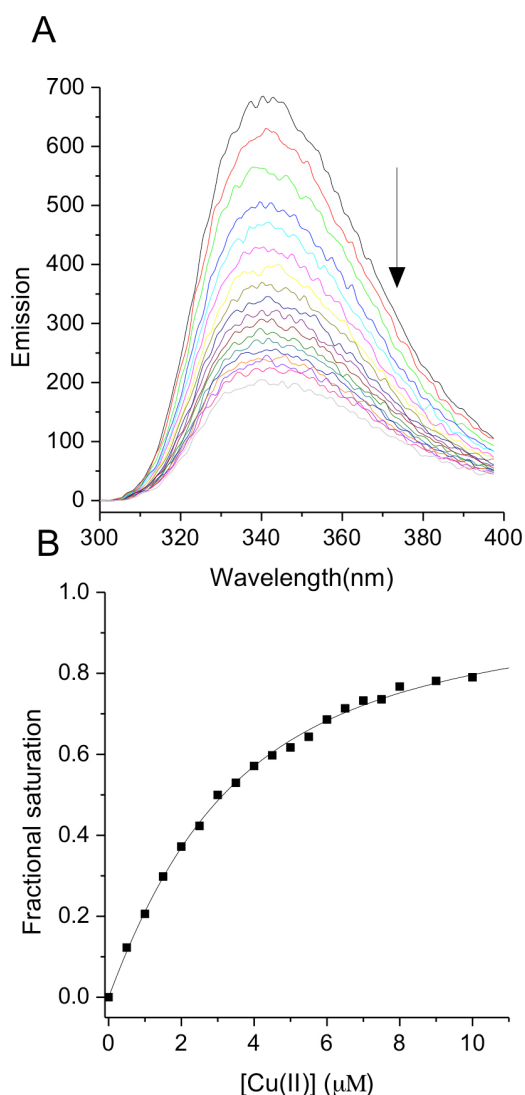 A
700
600
500
400
300
200
100
0
Emission
300 320 340 360 380 400
Wavelength(nm)
B
1.0
0.8
0.6
0.4
0.2
0.0
Fractional saturation
0 2 4 6 8 10
[Cu(II)] (μM)